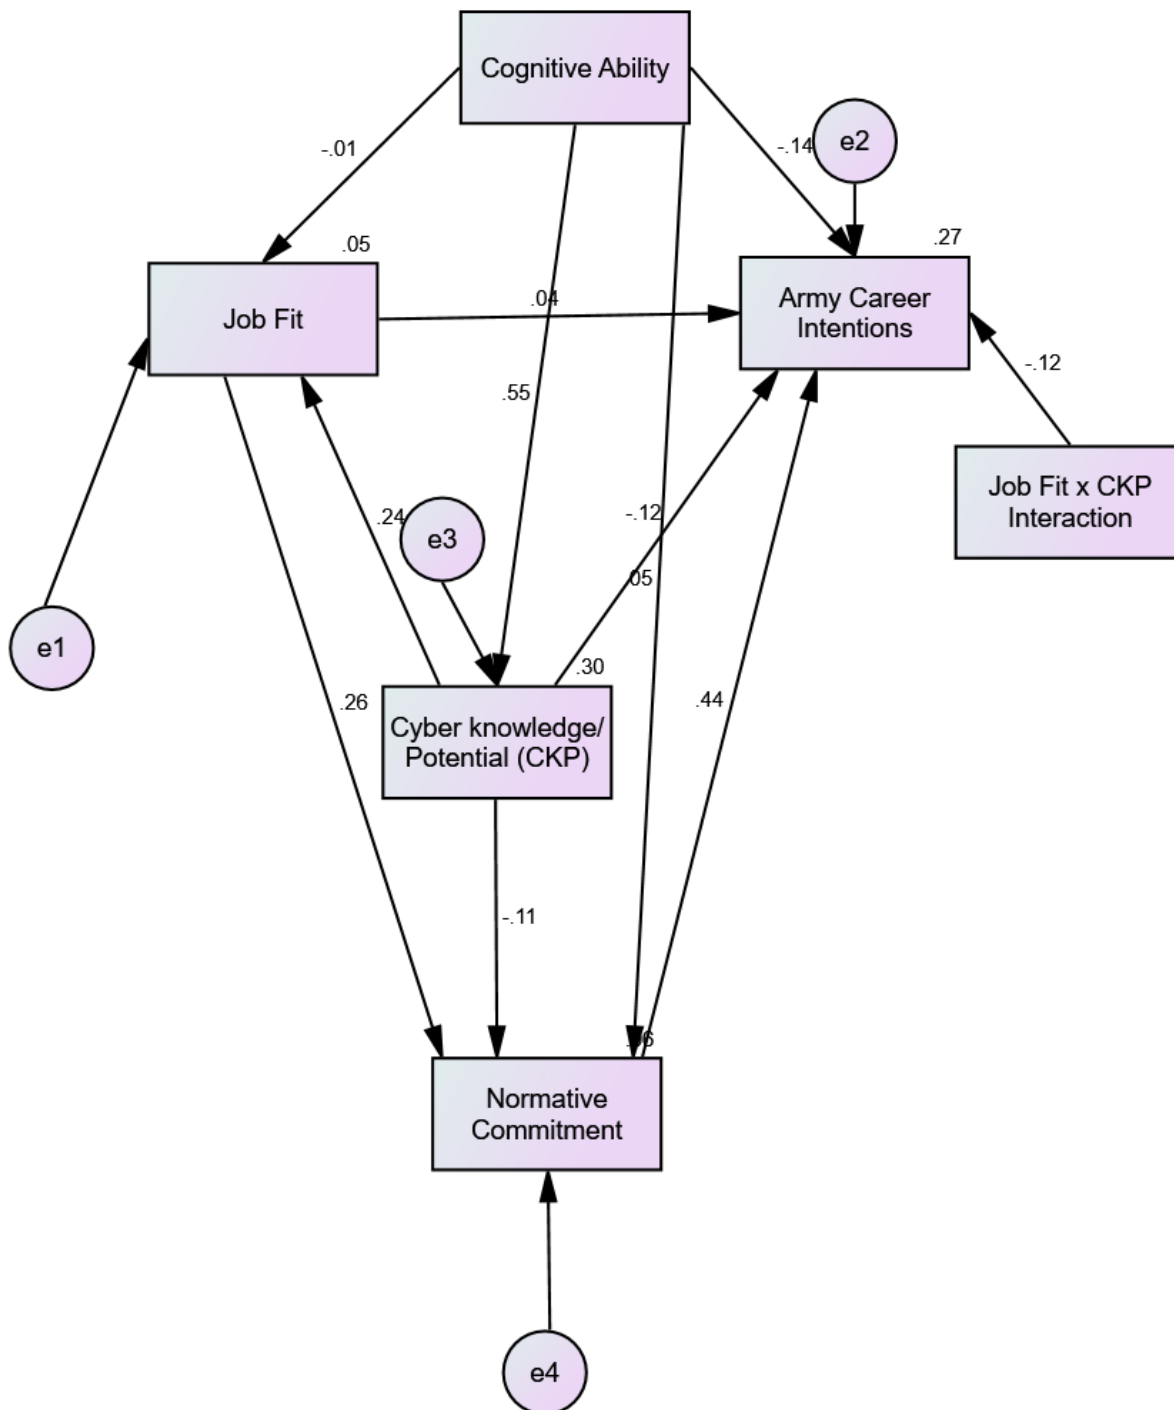 Cognitive Ability
-.01
-.14
e2
.05
.27
Job Fit
.04
Army Career
Intentions
-.12
.55
Job Fit x CKP
Interaction
.24
e3
-.12
.05
e1
.30
.26
Cyber knowledge/
Potential (CKP)
.44
-.11
.06
Normative
Commitment
e4